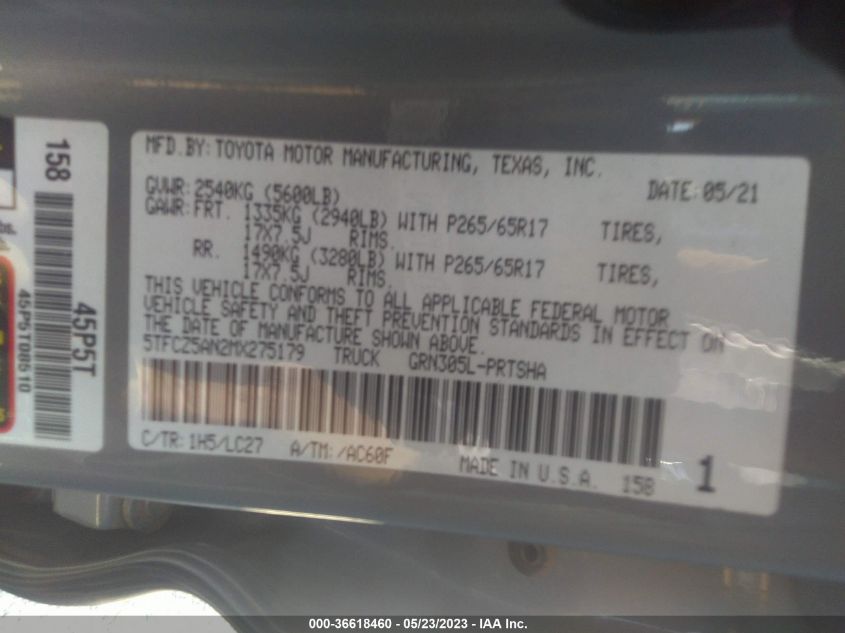 MFD.BY:TOYOTA MOTOR MANUFACTURING, TEXAS, INC.
DATE:05/21
GVWR:2540KG (5600LB)
GAWR:FRT. 1335KG (2940LB) WITH P265/65R17 TIRES,
17X7.5J RIMS.
RR. 1490KG (3280LB) WITH P265/65R17 TIRES,
17X7.5J RIMS.
THIS VEHICLE CONFORMS TO ALL APPLICABLE FEDERAL MOTOR
VEHICLE SAFETY AND THEFT PREVENTION STANDARDS IN EFFECT ON
THE DATE OF MANUFACTURE SHOWN ABOVE.
5TFCZ5AN2MX275179 TRUCK GRN305L-PRTSHA
C/TR:1H5/LC27 A/TM:/AC60F MADE IN U.S.A. 158 1
158
45P5T
45P5T00510
000-36618460 - 05/23/2023 - IAA Inc.